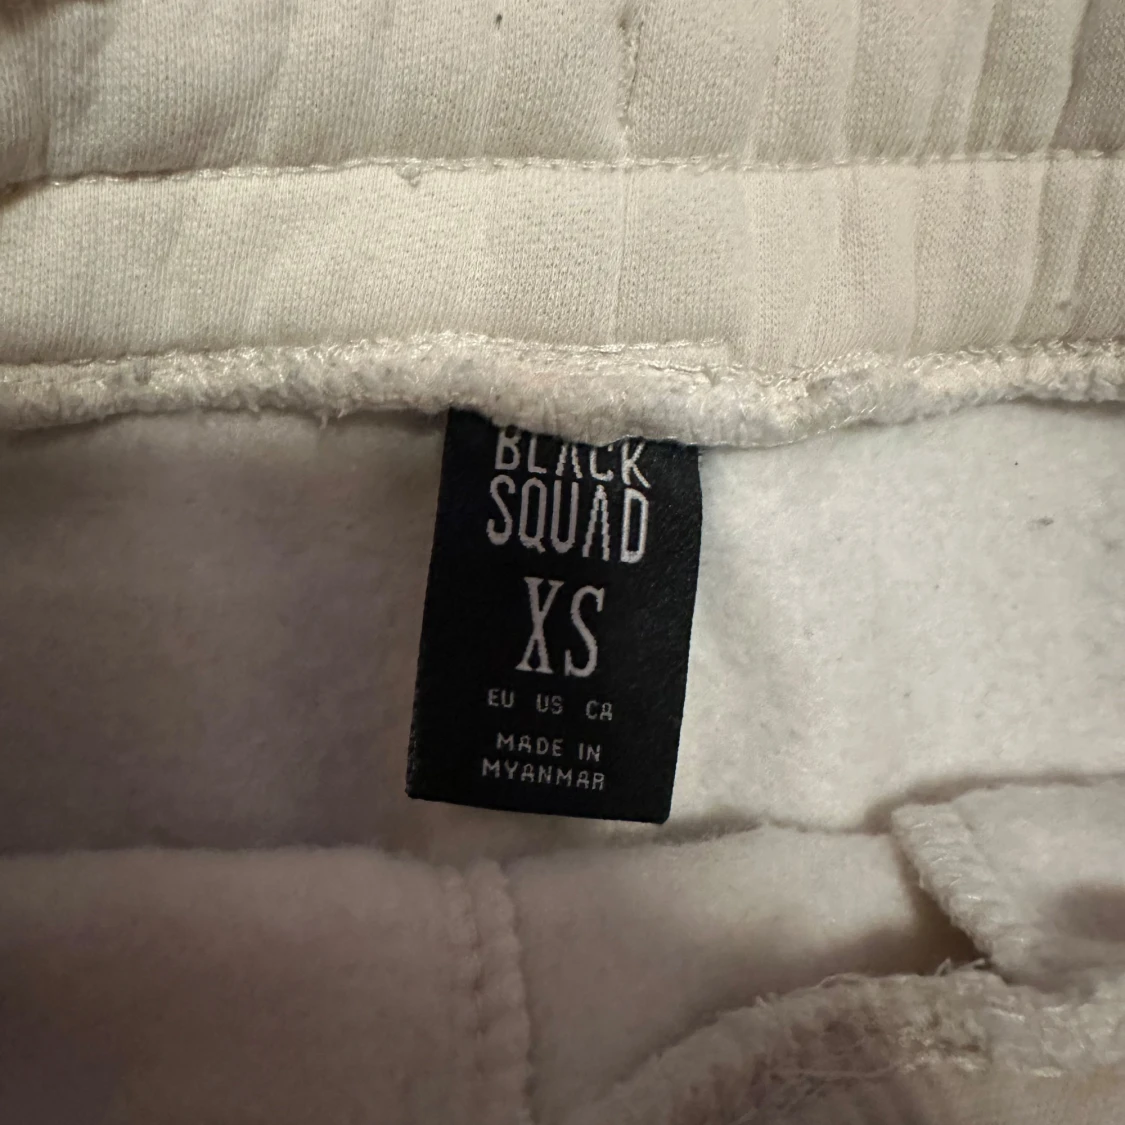 BLACK
SQUAD
XS
EU US CA
MADE IN
MYANMAR